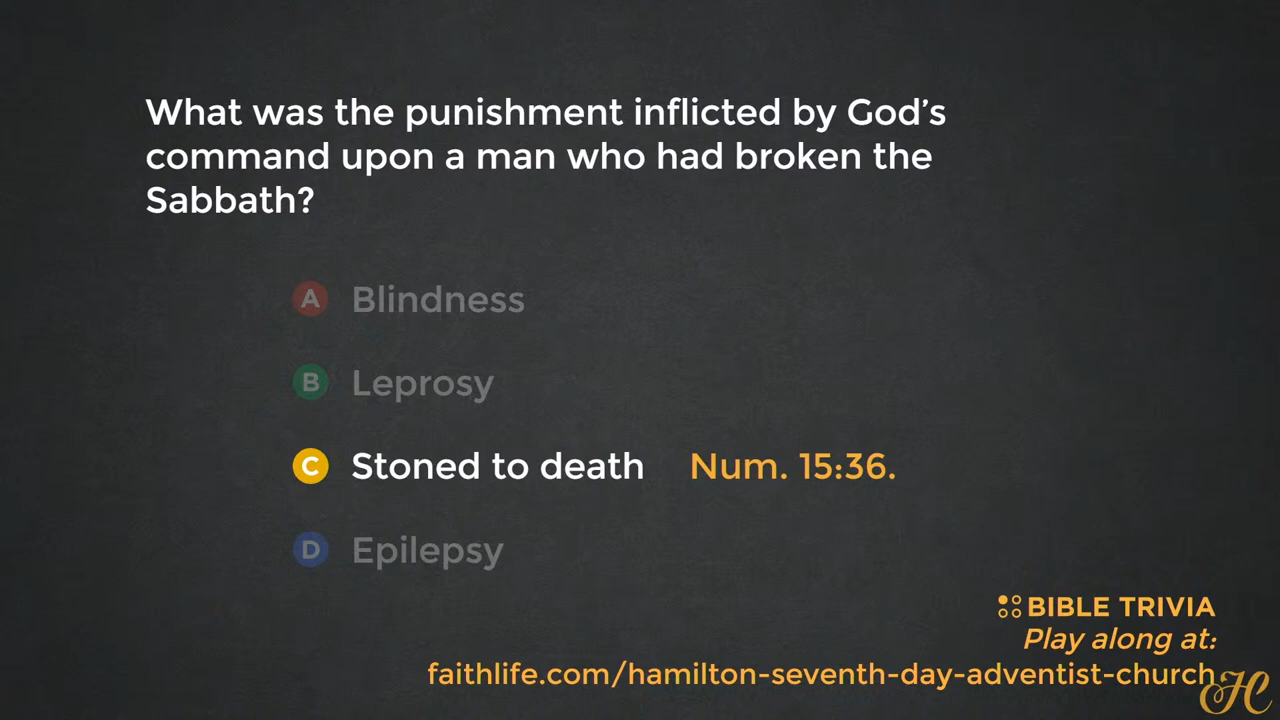 What was the punishment inflicted by God's
command upon a man who had broken the
Sabbath?
A Blindness
B Leprosy
C Stoned to death Num. 15:36.
D Epilepsy
BIBLE TRIVIA
Play along at:
faithlife.com/hamilton-seventh-day-adventist-church
HC